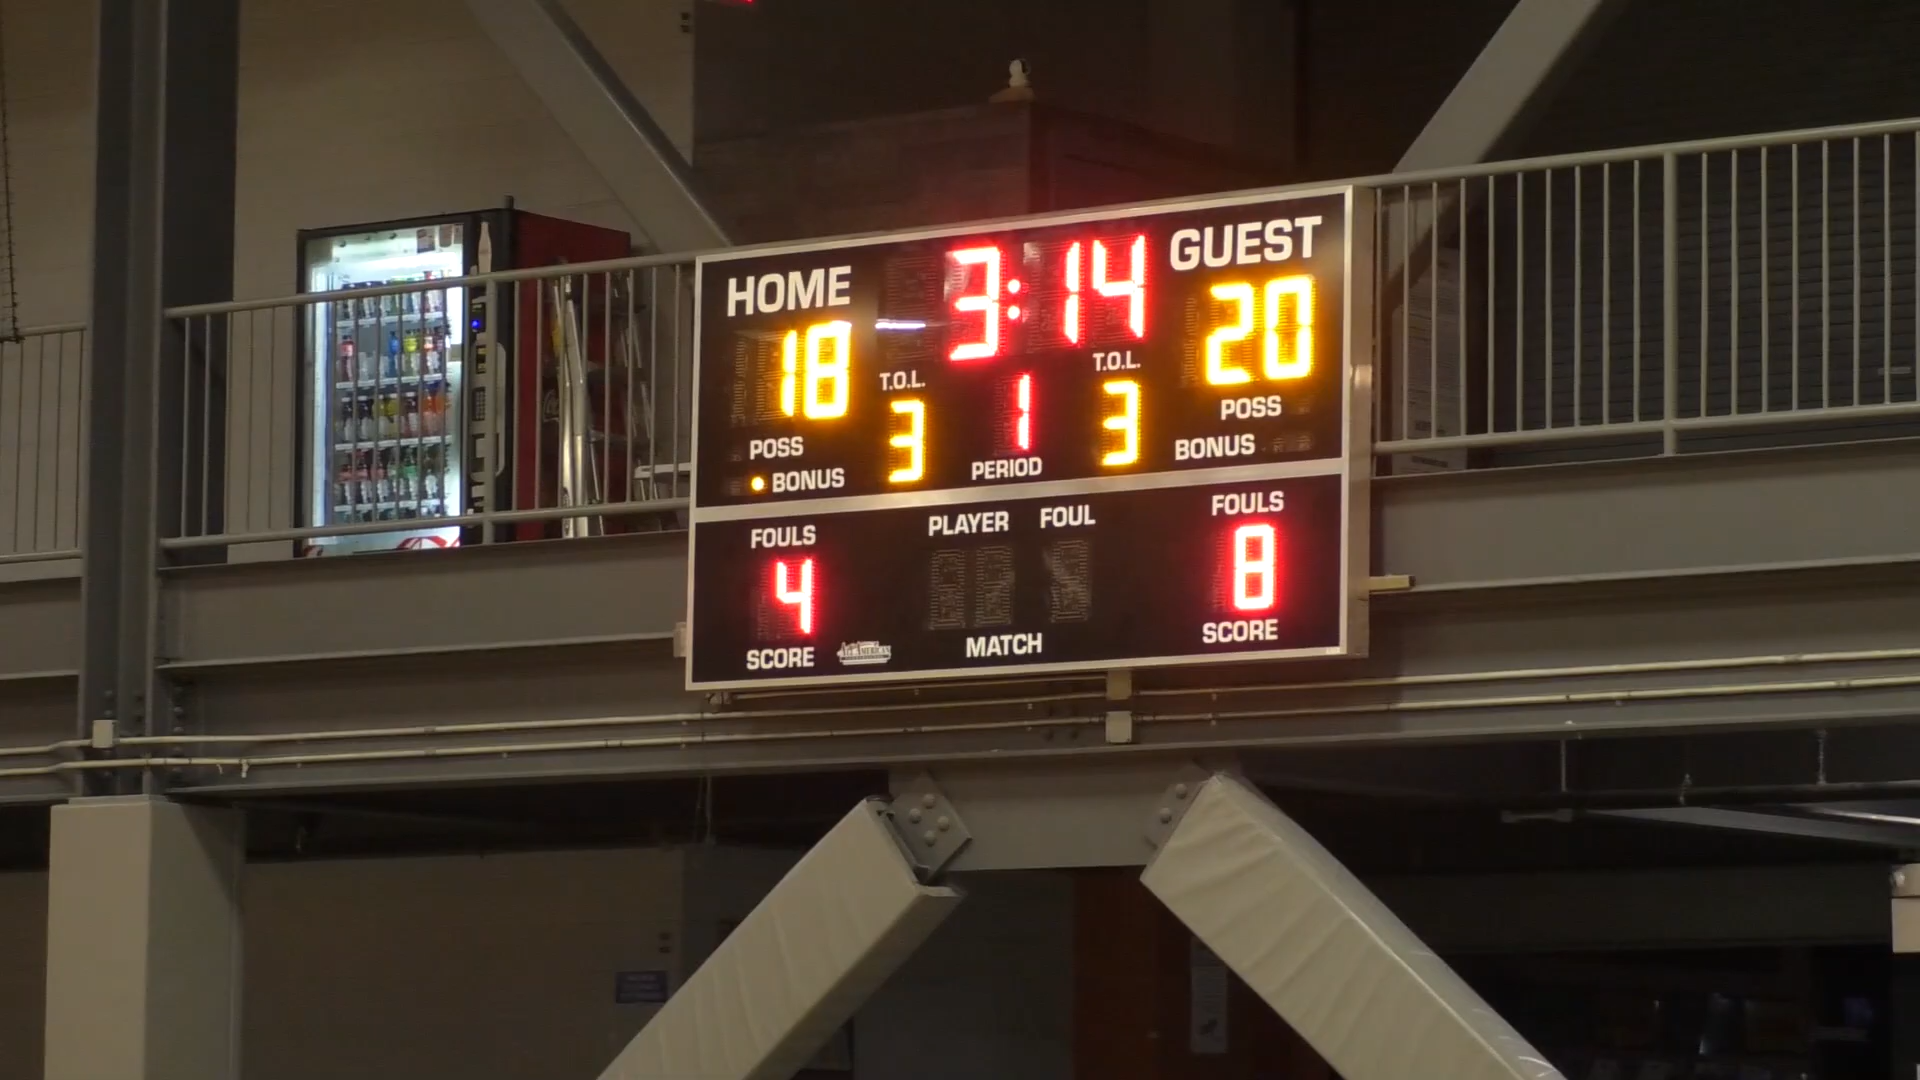 HOME 3:14 GUEST
18 20
T.O.L. T.O.L.
3 1 3
POSS POSS
BONUS PERIOD BONUS
FOULS PLAYER FOUL FOULS
4 8
SCORE MATCH SCORE